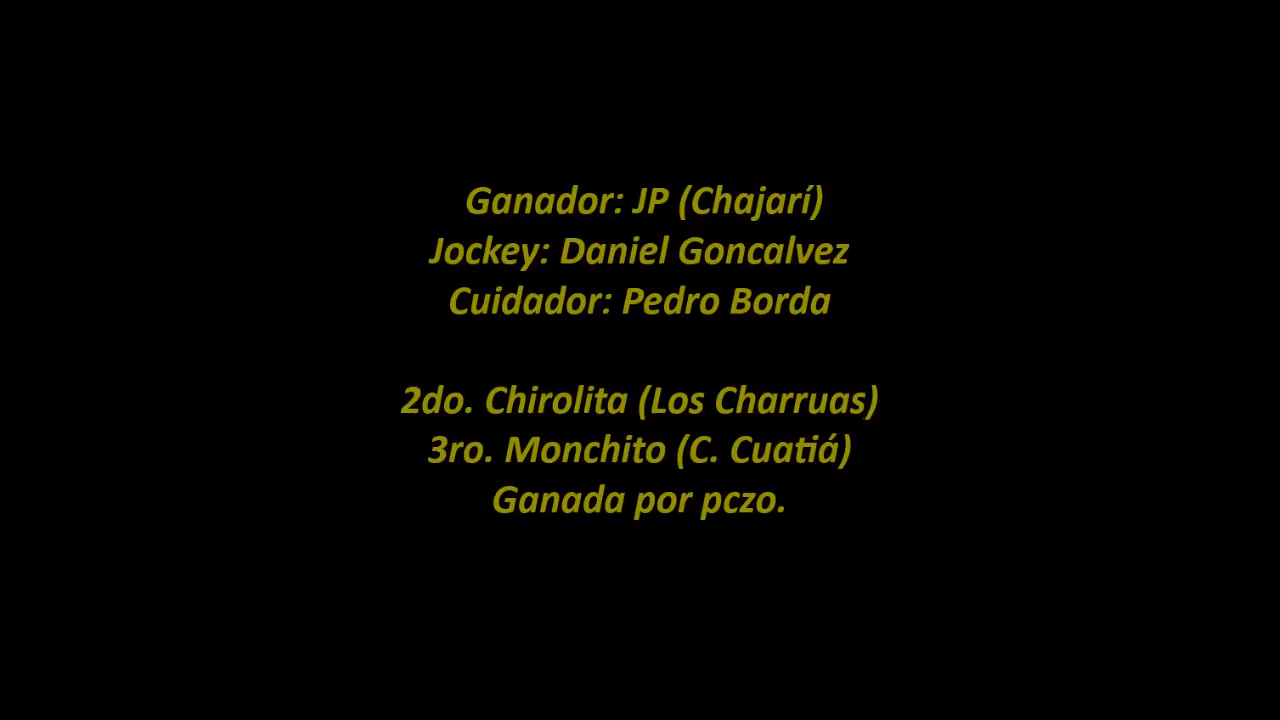 Ganador: JP (Chajarí)
Jockey: Daniel Goncalvez
Cuidador: Pedro Borda
2do. Chirolita (Los Charruas)
3ro. Monchito (C. Cuatiá)
Ganada por pczo.